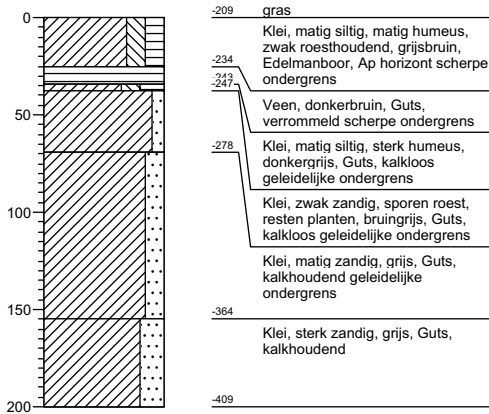 0
50
100
150
200
-209
gras
Klei, matig siltig, matig humeus,
zwak roesthoudend, grijsbruin,
Edelmanboor, Ap horizont scherpe
ondergrens
-234
Veen, donkerbruin, Guts,
verrommeld scherpe ondergrens
-243
Klei, matig siltig, sterk humeus,
donkergrijs, Guts, kalkloos
geleidelijke ondergrens
-247
Klei, zwak zandig, sporen roest,
resten planten, bruingrijs, Guts,
kalkloos geleidelijke ondergrens
-278
Klei, matig zandig, grijs, Guts,
kalkhoudend geleidelijke
ondergrens
-364
Klei, sterk zandig, grijs, Guts,
kalkhoudend
-409